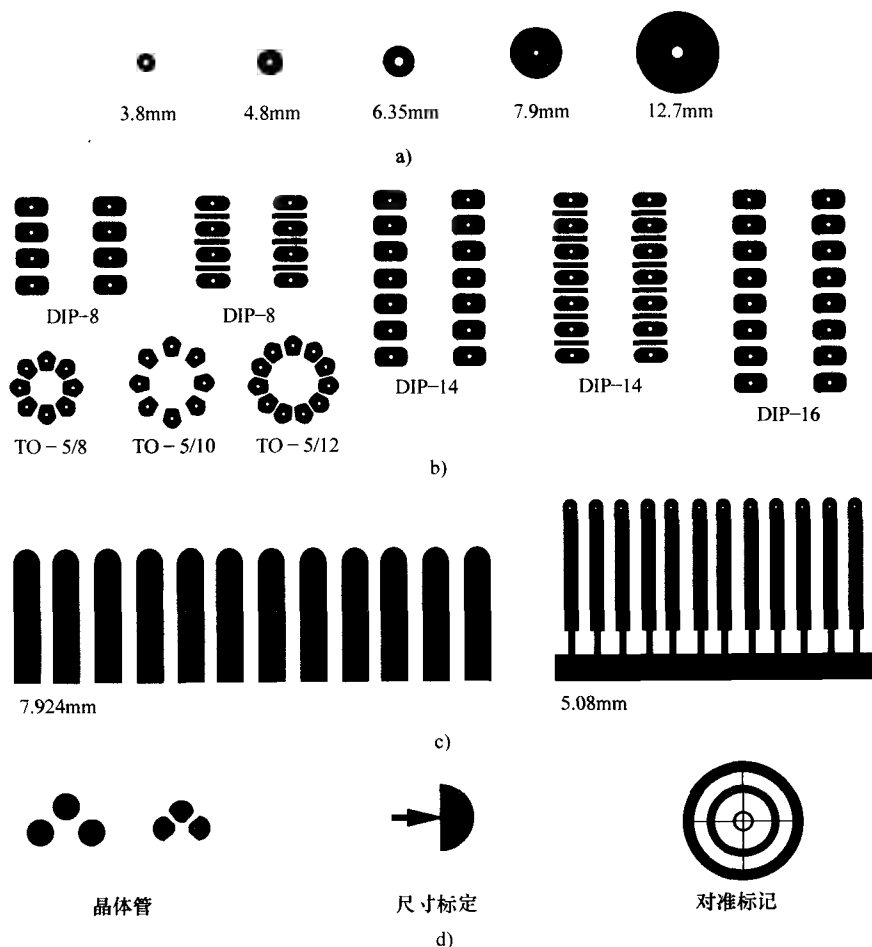 3.8mm 4.8mm 6.35mm 7.9mm 12.7mm
a)
DIP-8 DIP-8 DIP-14 DIP-14 DIP-16
TO-5/8 TO-5/10 TO-5/12
b)
7.924mm 5.08mm
c)
晶体管 尺寸标定 对准标记
d)